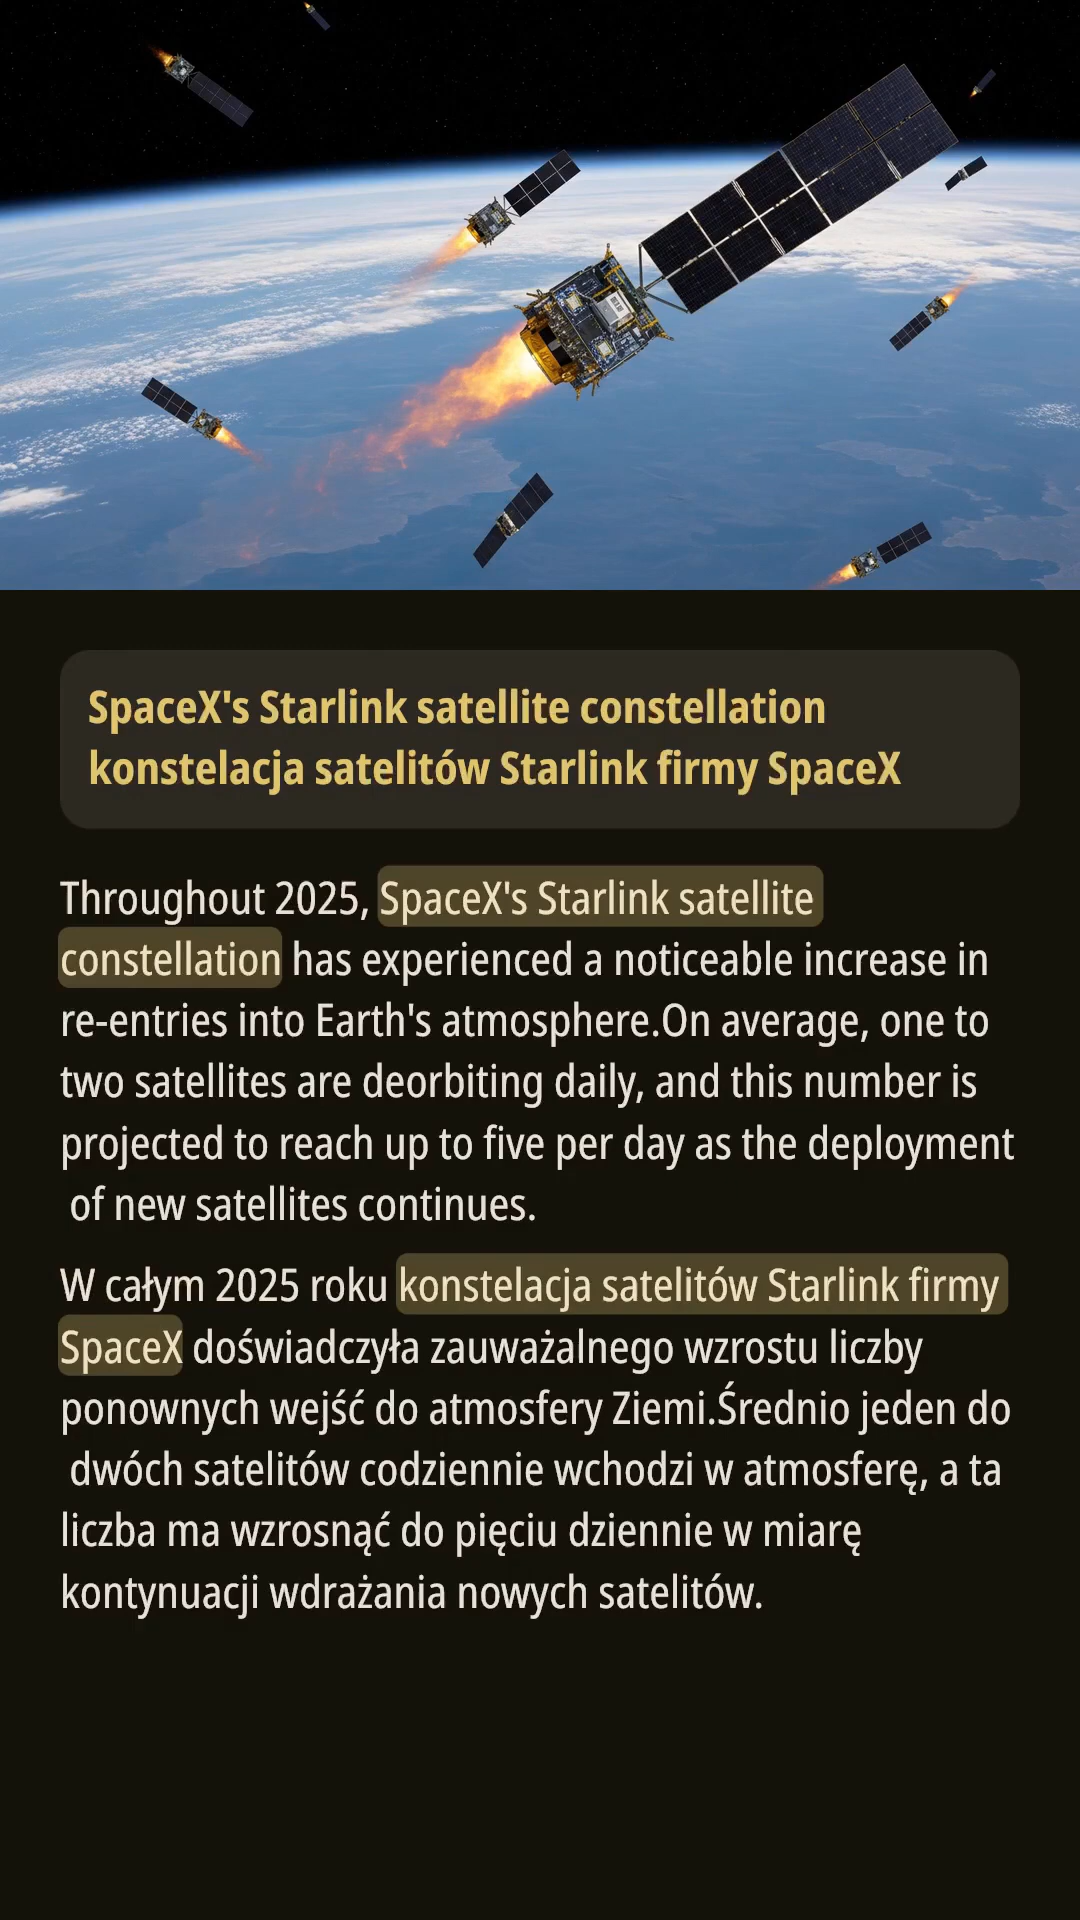 SpaceX's Starlink satellite constellation
konstelacja satelitów Starlink firmy SpaceX
Throughout 2025, SpaceX's Starlink satellite
constellation has experienced a noticeable increase in
re-entries into Earth's atmosphere.On average, one to
two satellites are deorbiting daily, and this number is
projected to reach up to five per day as the deployment
of new satellites continues.
W całym 2025 roku konstelacja satelitów Starlink firmy
SpaceX doświadczyła zauważalnego wzrostu liczby
ponownych wejść do atmosfery Ziemi.Średnio jeden do
dwóch satelitów codziennie wchodzi w atmosferę, a ta
liczba ma wzrosnąć do pięciu dziennie w miarę
kontynuacji wdrażania nowych satelitów.